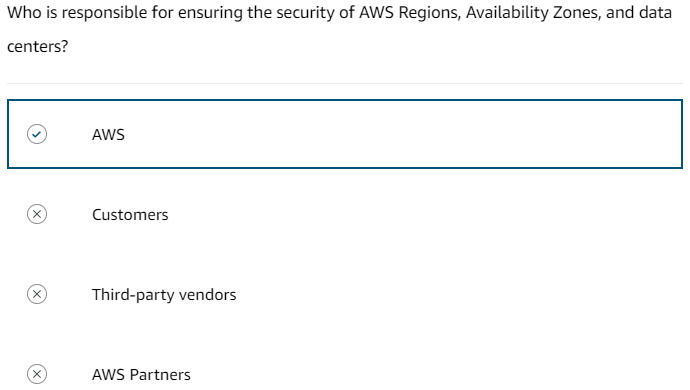 Who is responsible for ensuring the security of AWS Regions, Availability Zones, and data
centers?
AWS
Customers
Third-party vendors
AWS Partners